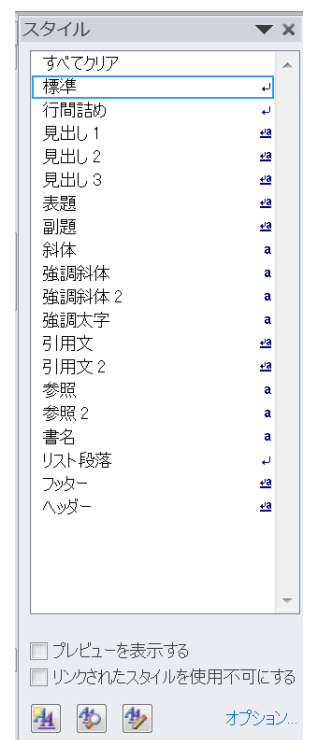 スタイル
すべてクリア
標準
行間詰め
見出し 1
見出し 2
見出し 3
表題
副題
斜体 a
強調斜体 a
強調斜体 2 a
強調太字 a
引用文
引用文 2
参照 a
参照 2 a
書名 a
リスト段落
フッター
ヘッダー
プレビューを表示する
リンクされたスタイルを使用不可にする
オプション...